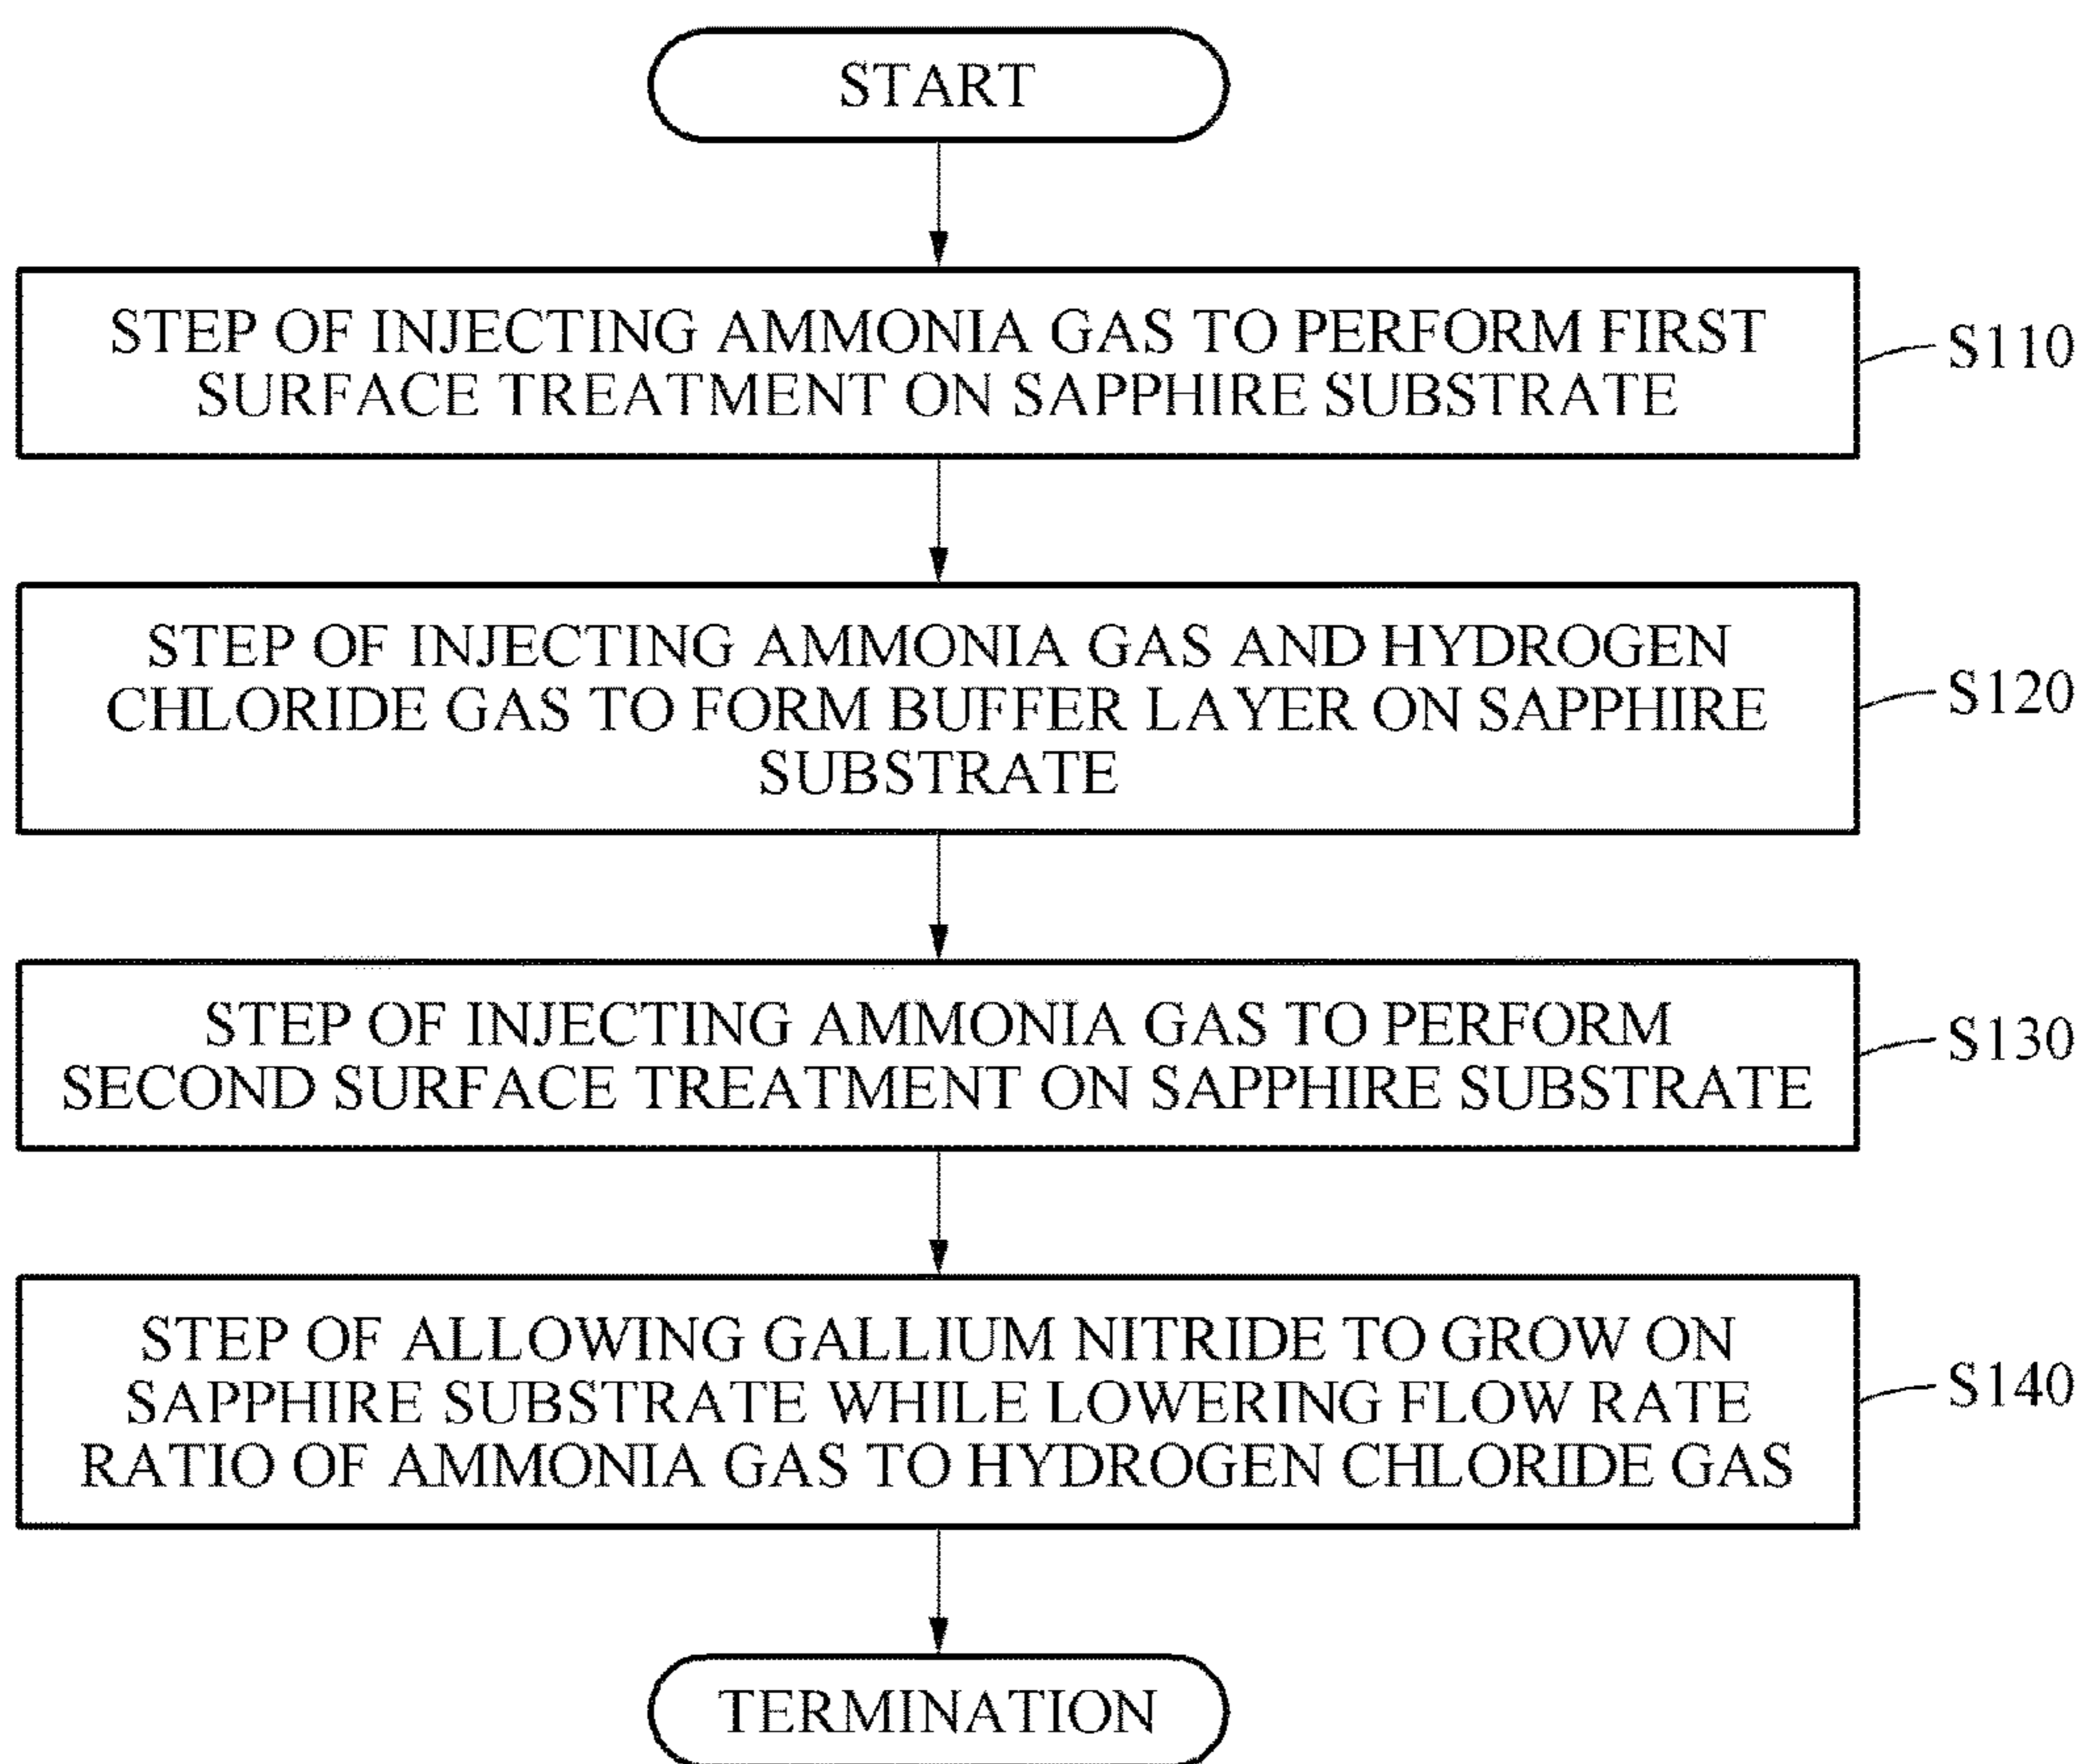 START
STEP OF INJECTING AMMONIA GAS TO PERFORM FIRST
SURFACE TREATMENT ON SAPPHIRE SUBSTRATE
S110
STEP OF INJECTING AMMONIA GAS AND HYDROGEN
CHLORIDE GAS TO FORM BUFFER LAYER ON SAPPHIRE
SUBSTRATE
S120
STEP OF INJECTING AMMONIA GAS TO PERFORM
SECOND SURFACE TREATMENT ON SAPPHIRE SUBSTRATE
S130
STEP OF ALLOWING GALLIUM NITRIDE TO GROW ON
SAPPHIRE SUBSTRATE WHILE LOWERING FLOW RATE
RATIO OF AMMONIA GAS TO HYDROGEN CHLORIDE GAS
S140
TERMINATION